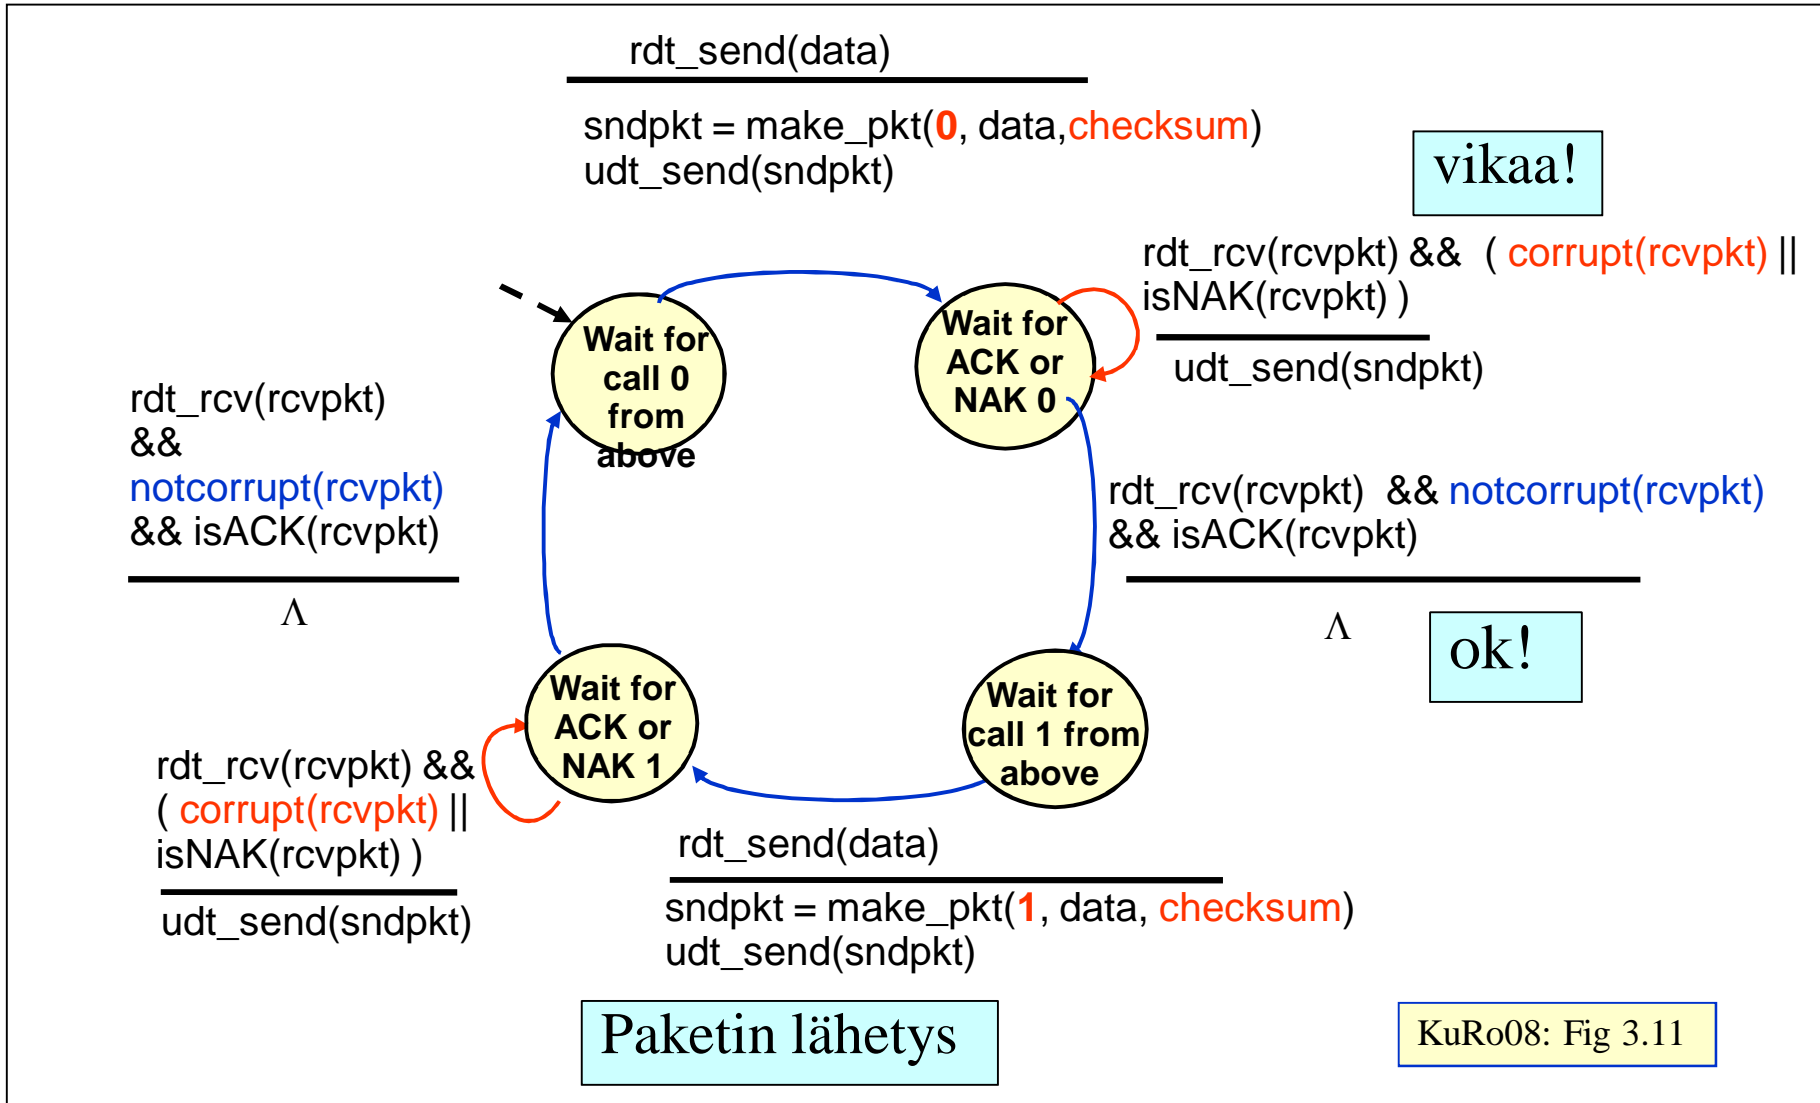 rdt_send(data)
sndpkt = make_pkt(0, data,checksum)
udt_send(sndpkt)
vikaa!
rdt_rcv(rcvpkt) && ( corrupt(rcvpkt) ||
isNAK(rcvpkt) )
udt_send(sndpkt)
Wait for
call 0
from
above
Wait for
ACK or
NAK 0
rdt_rcv(rcvpkt)
&&
notcorrupt(rcvpkt)
&& isACK(rcvpkt)
Λ
rdt_rcv(rcvpkt) && notcorrupt(rcvpkt)
&& isACK(rcvpkt)
Λ
ok!
Wait for
ACK or
NAK 1
Wait for
call 1 from
above
rdt_rcv(rcvpkt) &&
( corrupt(rcvpkt) ||
isNAK(rcvpkt) )
udt_send(sndpkt)
rdt_send(data)
sndpkt = make_pkt(1, data, checksum)
udt_send(sndpkt)
Paketin lähetys
KuRo08: Fig 3.11